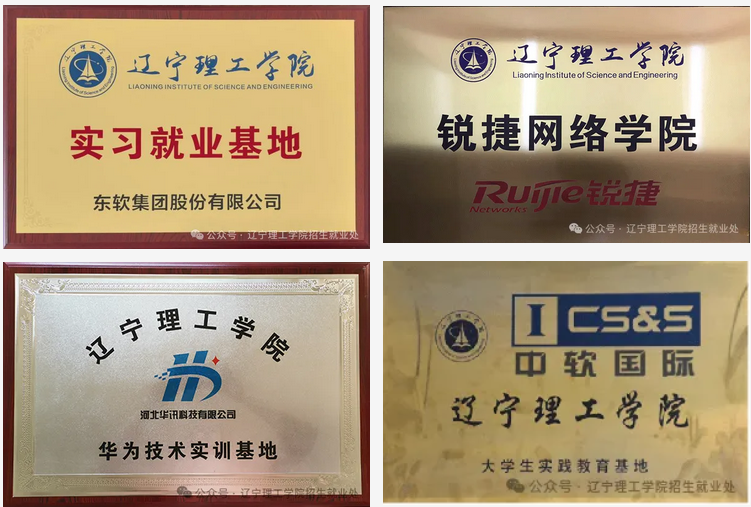 辽宁理工学院
LIAONING INSTITUTE OF SCIENCE AND ENGINEERING
实习就业基地
东软集团股份有限公司
公众号 · 辽宁理工学院招生就业处
辽宁理工学院
Liaoning Institute of Science and Engineering
锐捷网络学院
Ruijie锐捷
Networks
公众号 · 辽宁理工学院招生就业处
辽宁理工学院
河北华讯科技有限公司
华为技术实训基地
公众号 · 辽宁理工学院招生就业处
I CS&S
中软国际
辽宁理工学院
大学生实践教育基地
公众号 · 辽宁理工学院招生就业处